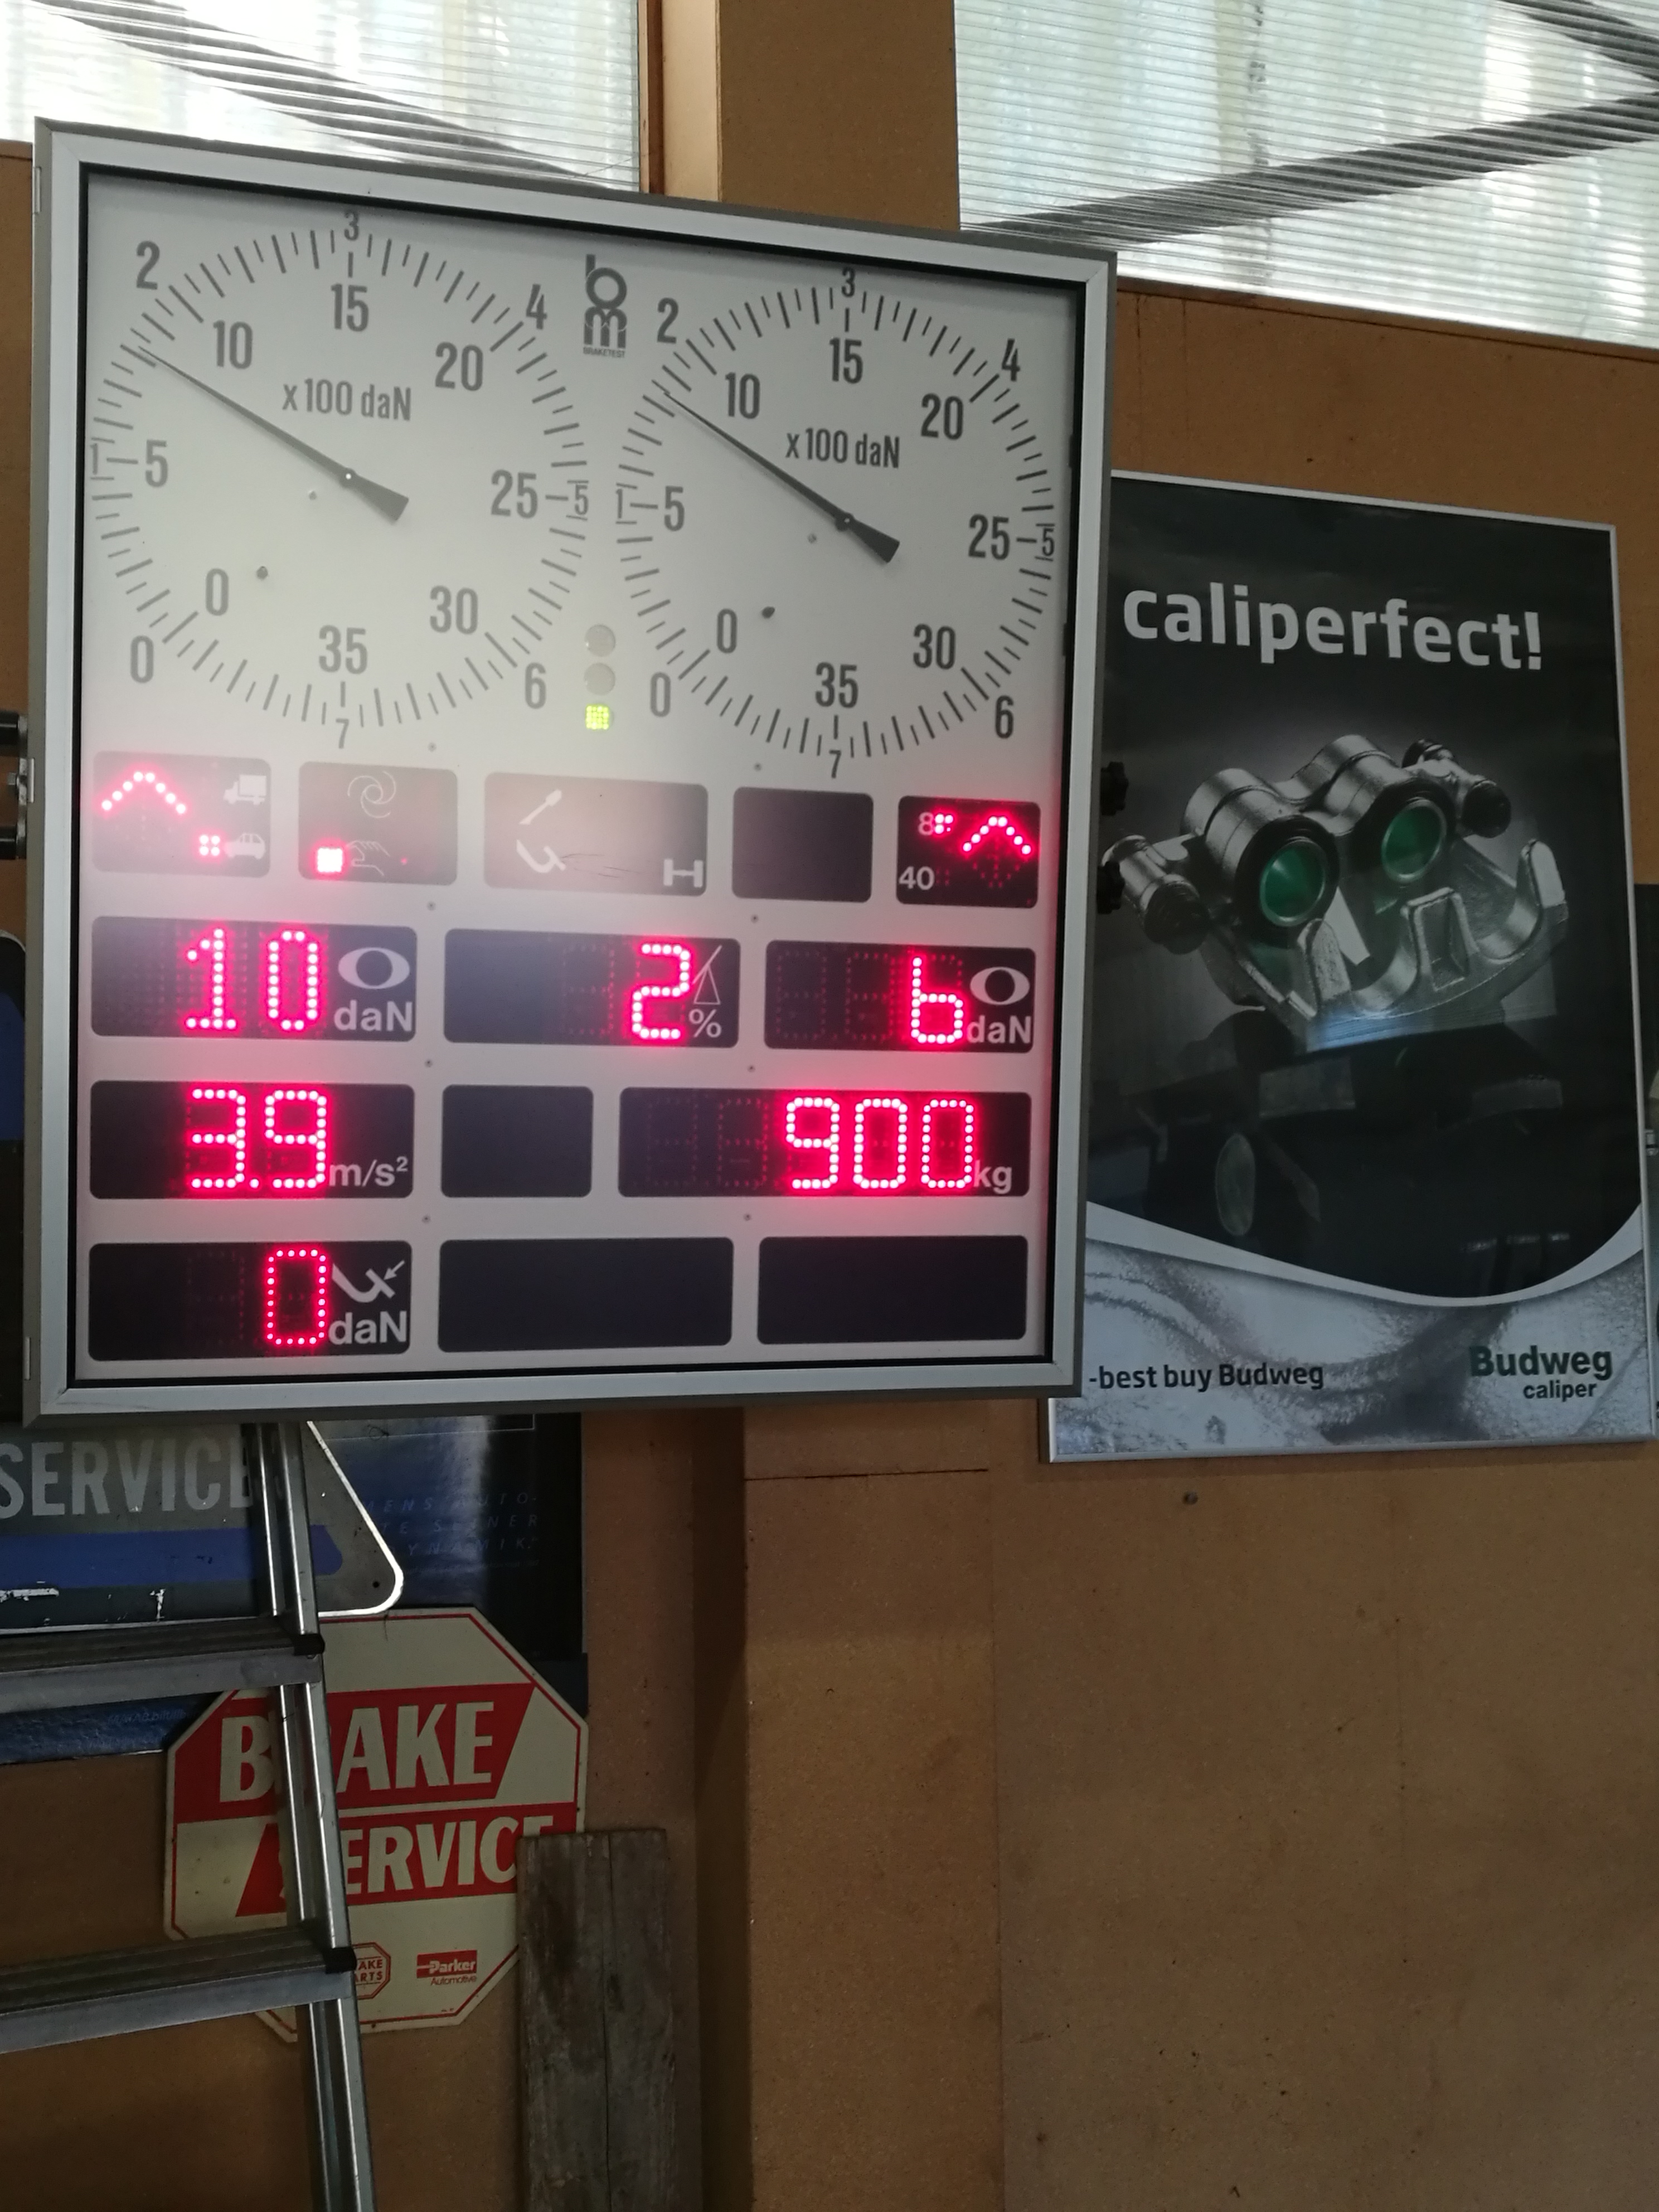 3
2
4
15
10
20
x100 daN
1
5
25
5
0
30
35
0
6
7
bm
BRAKETEST
3
2
4
15
10
20
x100 daN
1
5
25
5
0
30
35
0
6
7
8
40
10
daN
2
%
6
daN
3.9
m/s²
900
kg
0
daN
caliperfect!
-best buy Budweg
Budweg
caliper
SERVICE
BRAKE
SERVICE
Parker
Automotive